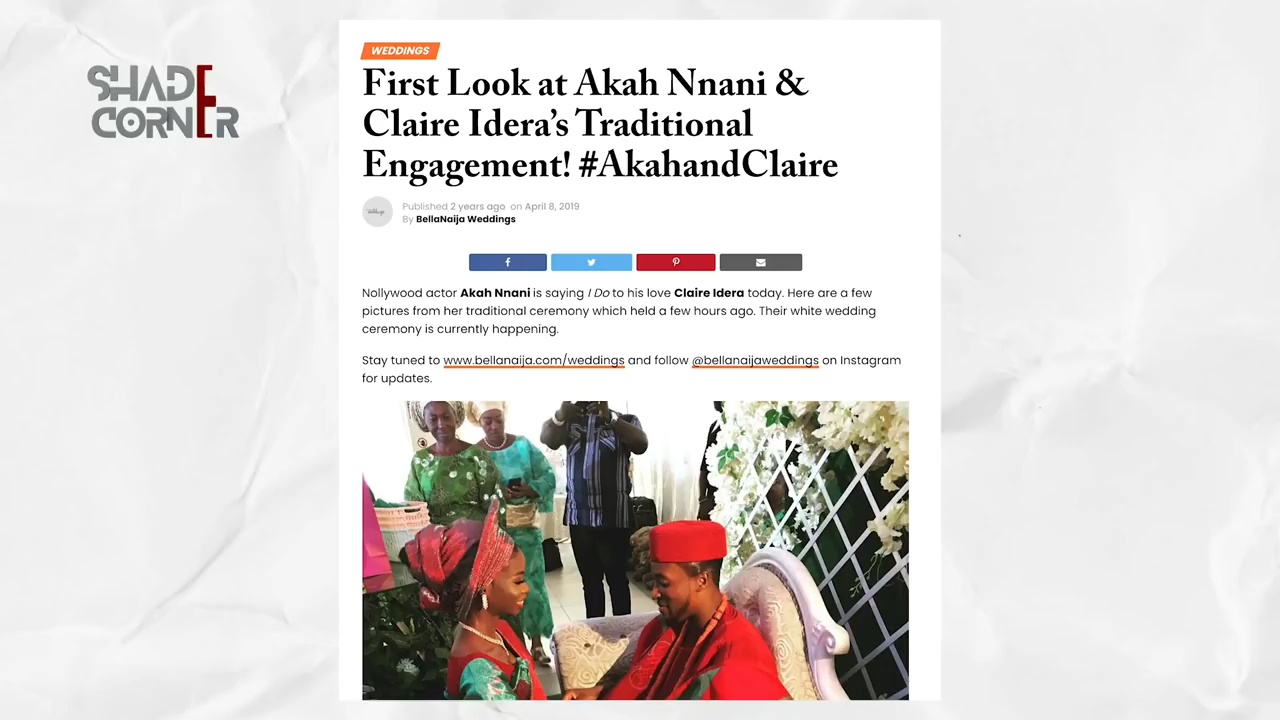 SHADE
CORNER
WEDDINGS
First Look at Akah Nnani &
Claire Idera’s Traditional
Engagement! #AkahandClaire
Published 2 years ago on April 8, 2019
By BellaNaija Weddings
Nollywood actor Akah Nnani is saying I Do to his love Claire Idera today. Here are a few
pictures from her traditional ceremony which held a few hours ago. Their white wedding
ceremony is currently happening.
Stay tuned to www.bellanaija.com/weddings and follow @bellanaijaweddings on Instagram
for updates.